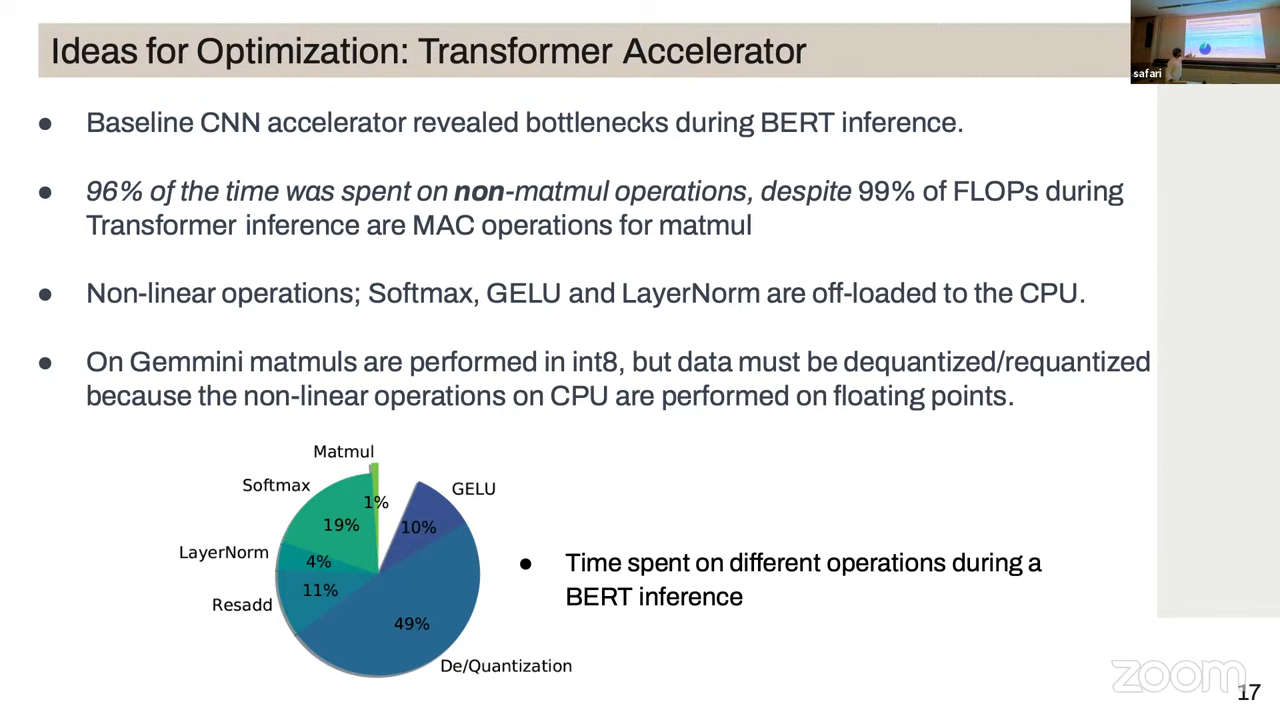 Ideas for Optimization: Transformer Accelerator
safari
● Baseline CNN accelerator revealed bottlenecks during BERT inference.
● 96% of the time was spent on non-matmul operations, despite 99% of FLOPs during
Transformer inference are MAC operations for matmul
● Non-linear operations; Softmax, GELU and LayerNorm are off-loaded to the CPU.
● On Gemmini matmuls are performed in int8, but data must be dequantized/requantized
because the non-linear operations on CPU are performed on floating points.
Matmul
Softmax
GELU
1%
19%
10%
LayerNorm
4%
11%
Resadd
49%
De/Quantization
● Time spent on different operations during a
BERT inference
zoom
17